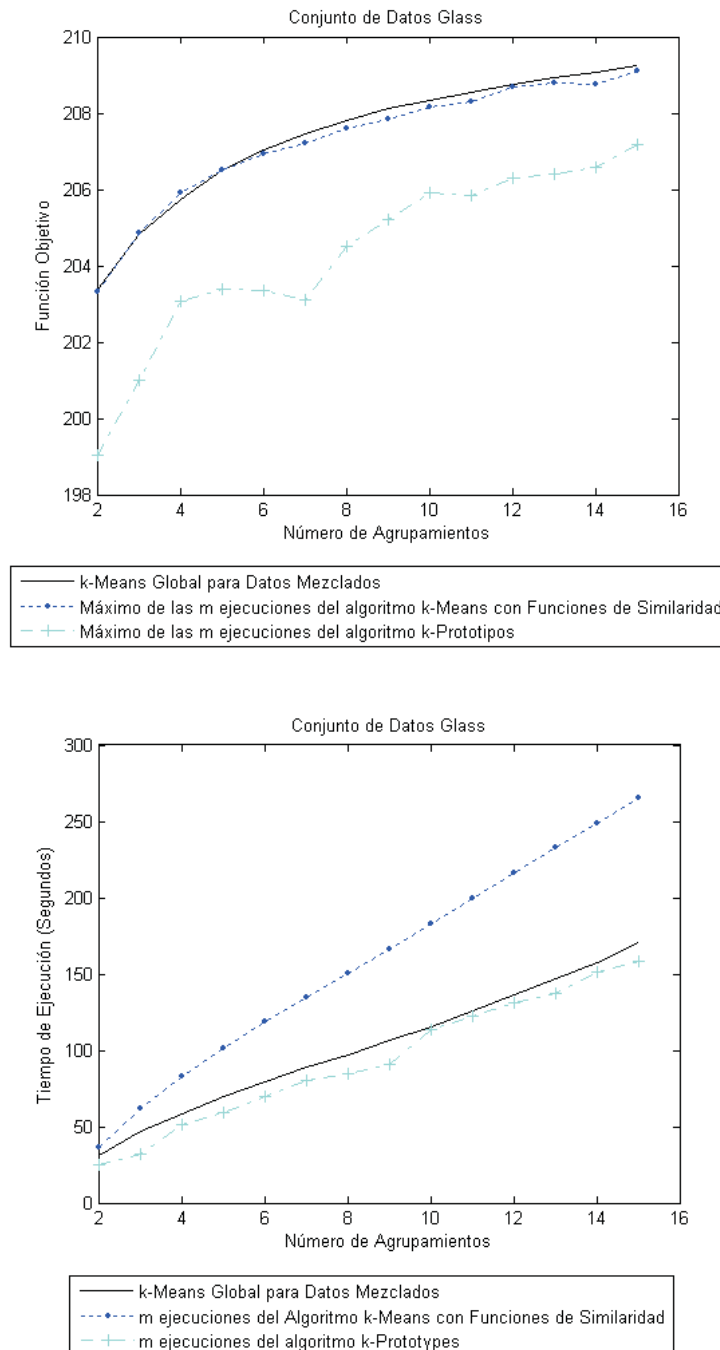 Conjunto de Datos Glass
210
208
206
204
202
200
198
Función Objetivo
2 4 6 8 10 12 14 16
Número de Agrupamientos
k-Means Global para Datos Mezclados
Máximo de las m ejecuciones del algoritmo k-Means con Funciones de Similaridad
Máximo de las m ejecuciones del algoritmo k-Prototipos
Conjunto de Datos Glass
300
250
200
150
100
50
0
Tiempo de Ejecución (Segundos)
2 4 6 8 10 12 14 16
Número de Agrupamientos
k-Means Global para Datos Mezclados
m ejecuciones del Algoritmo k-Means con Funciones de Similaridad
m ejecuciones del algoritmo k-Prototypes